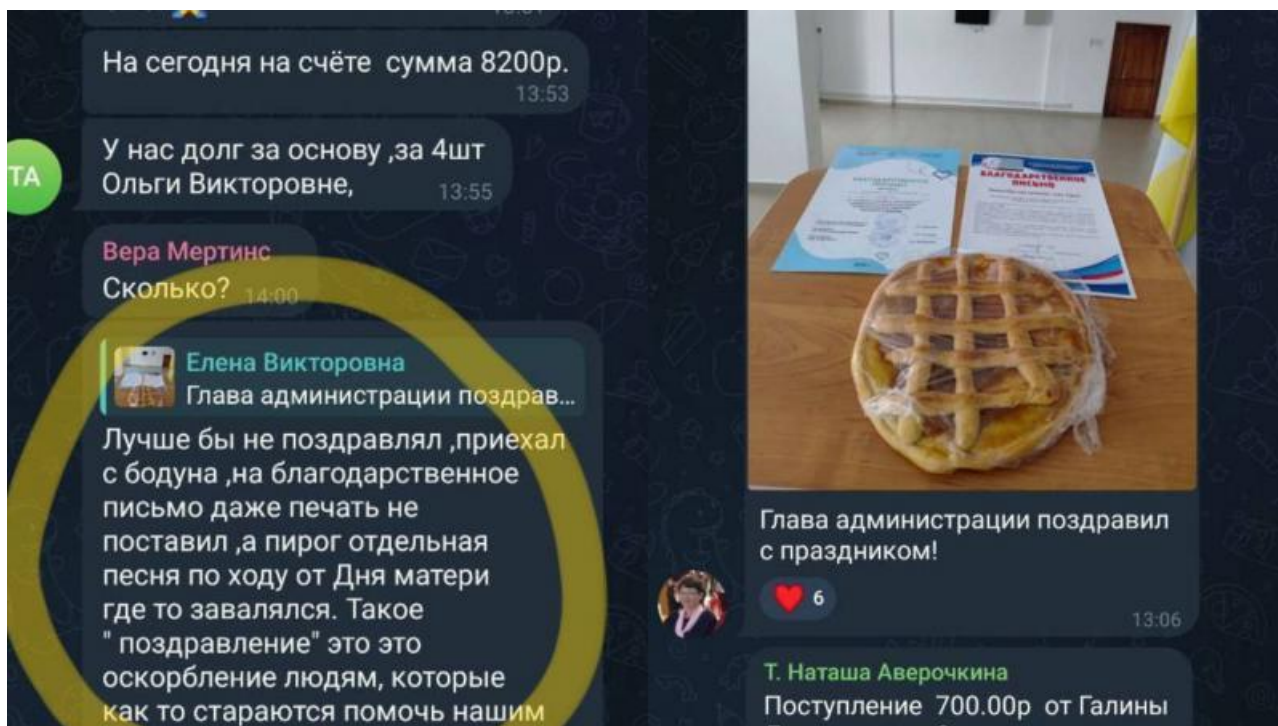 На сегодня на счёте сумма 8200р.
13:53
У нас долг за основу ,за 4шт
Ольги Викторовне,
13:55
ТА
Вера Мертинс
Сколько?
14:00
Елена Викторовна
Глава администрации поздрав...
Лучше бы не поздравлял ,приехал
с бодуна ,на благодарственное
письмо даже печать не
поставил ,а пирог отдельная
песня по ходу от Дня матери
где то завалялся. Такое
" поздравление" это это
оскорбление людям, которые
как то стараются помочь нашим
БЛАГОДАРСТВЕННОЕ
ПИСЬМО
Глава администрации поздравил
с праздником!
6
13:06
Т. Наташа Аверочкина
Поступление 700.00р от Галины